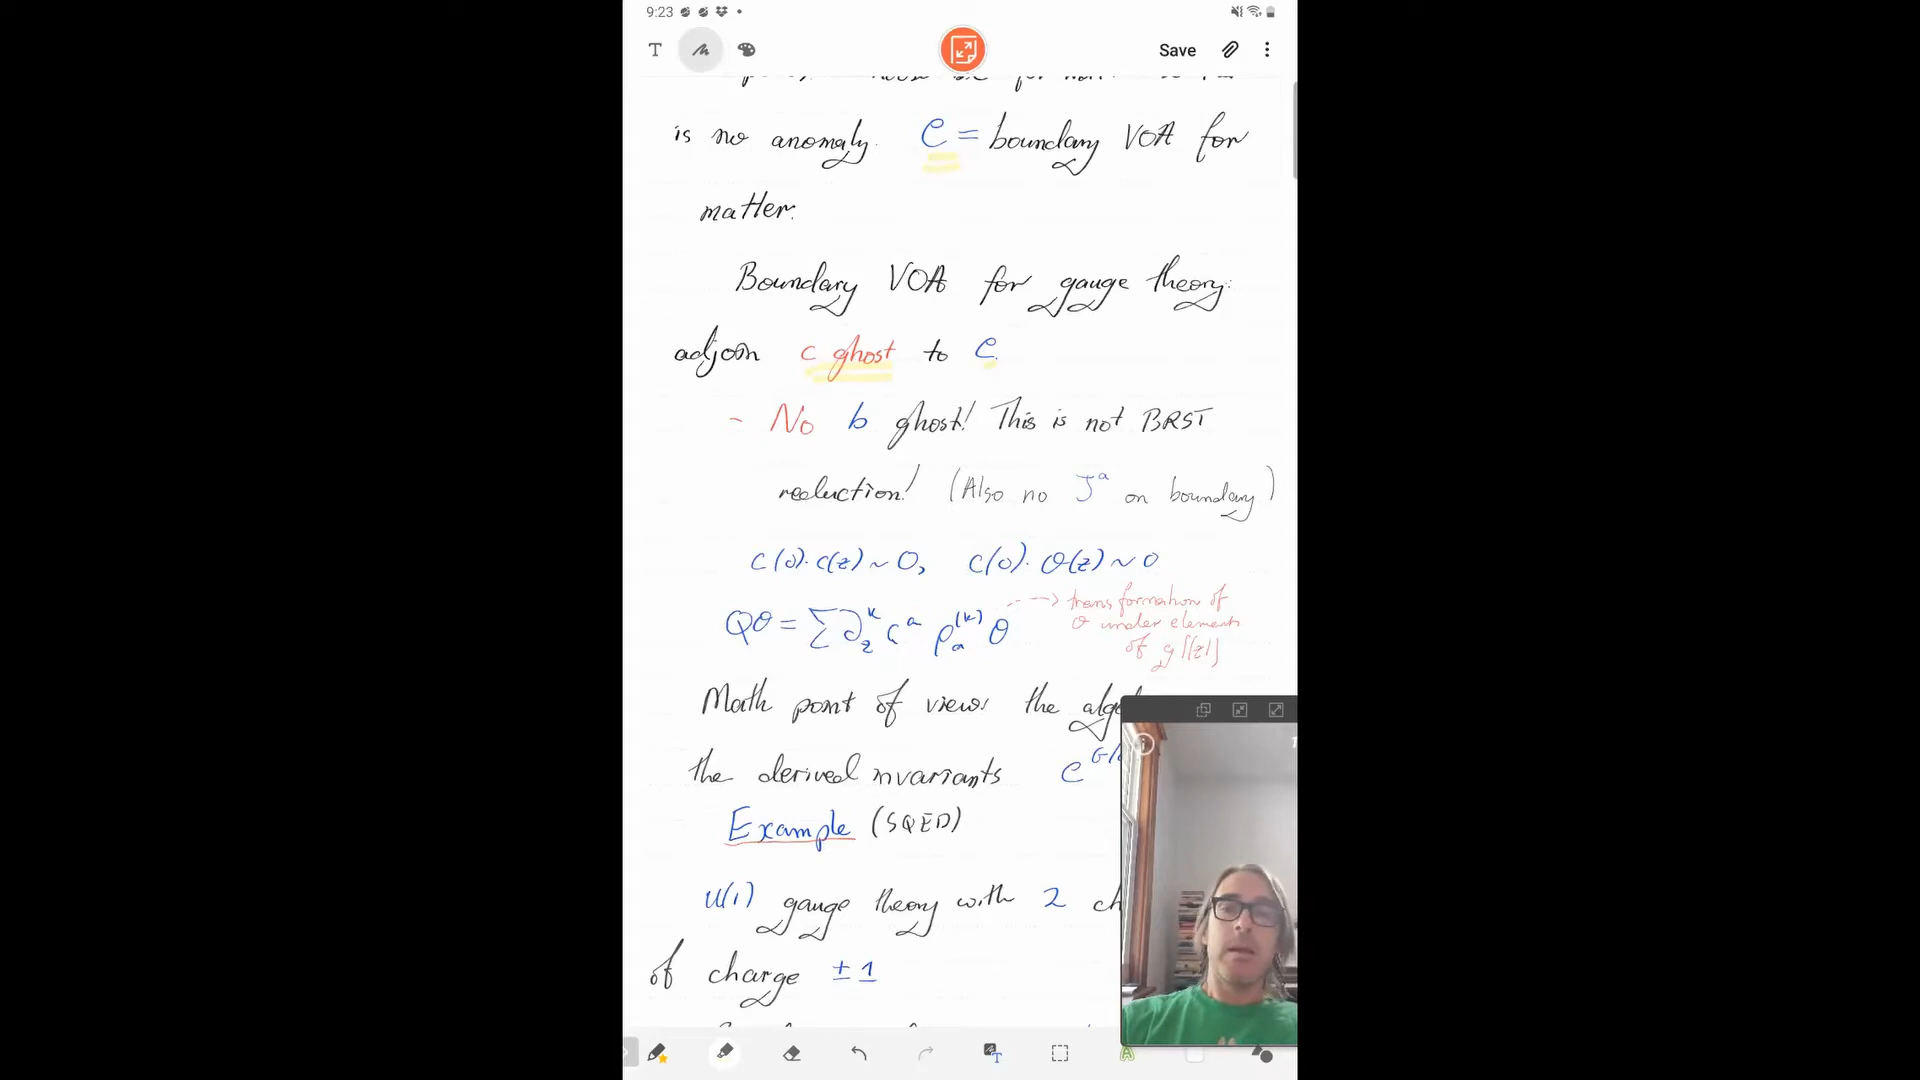 9:23
T
Save
is no anomaly. C = boundary VOA for
matter.
Boundary VOA for gauge theory:
adjoin c ghost to C.
- No b ghost! This is not BRST
reduction! (Also no J^a on boundary)
C(0)·C(z) ~ 0, C(0)·O(z) ~ 0
QO = ∑ ∂_z^k c^a ρ_a^(k) O
---> transformation of
O under element
of g[[z]]
Math point of view: the
the derived invariants C
Example (SQED)
U(1) gauge theory with 2
of charge ± 1